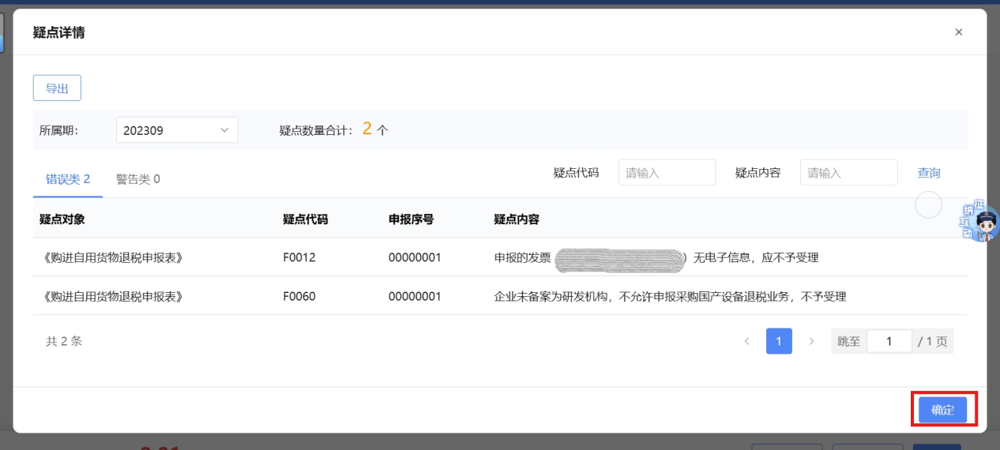 疑点详情
×
导出
所属期： 202309 疑点数量合计： 2 个
错误类 2 警告类 0 疑点代码 请输入 疑点内容 请输入 查询
征纳互动
疑点对象 疑点代码 申报序号 疑点内容
《购进自用货物退税申报表》 F0012 00000001 申报的发票 ）无电子信息，应不予受理
《购进自用货物退税申报表》 F0060 00000001 企业未备案为研发机构，不允许申报采购国产设备退税业务，不予受理
共 2 条 < 1 > 跳至 1 / 1 页
确定